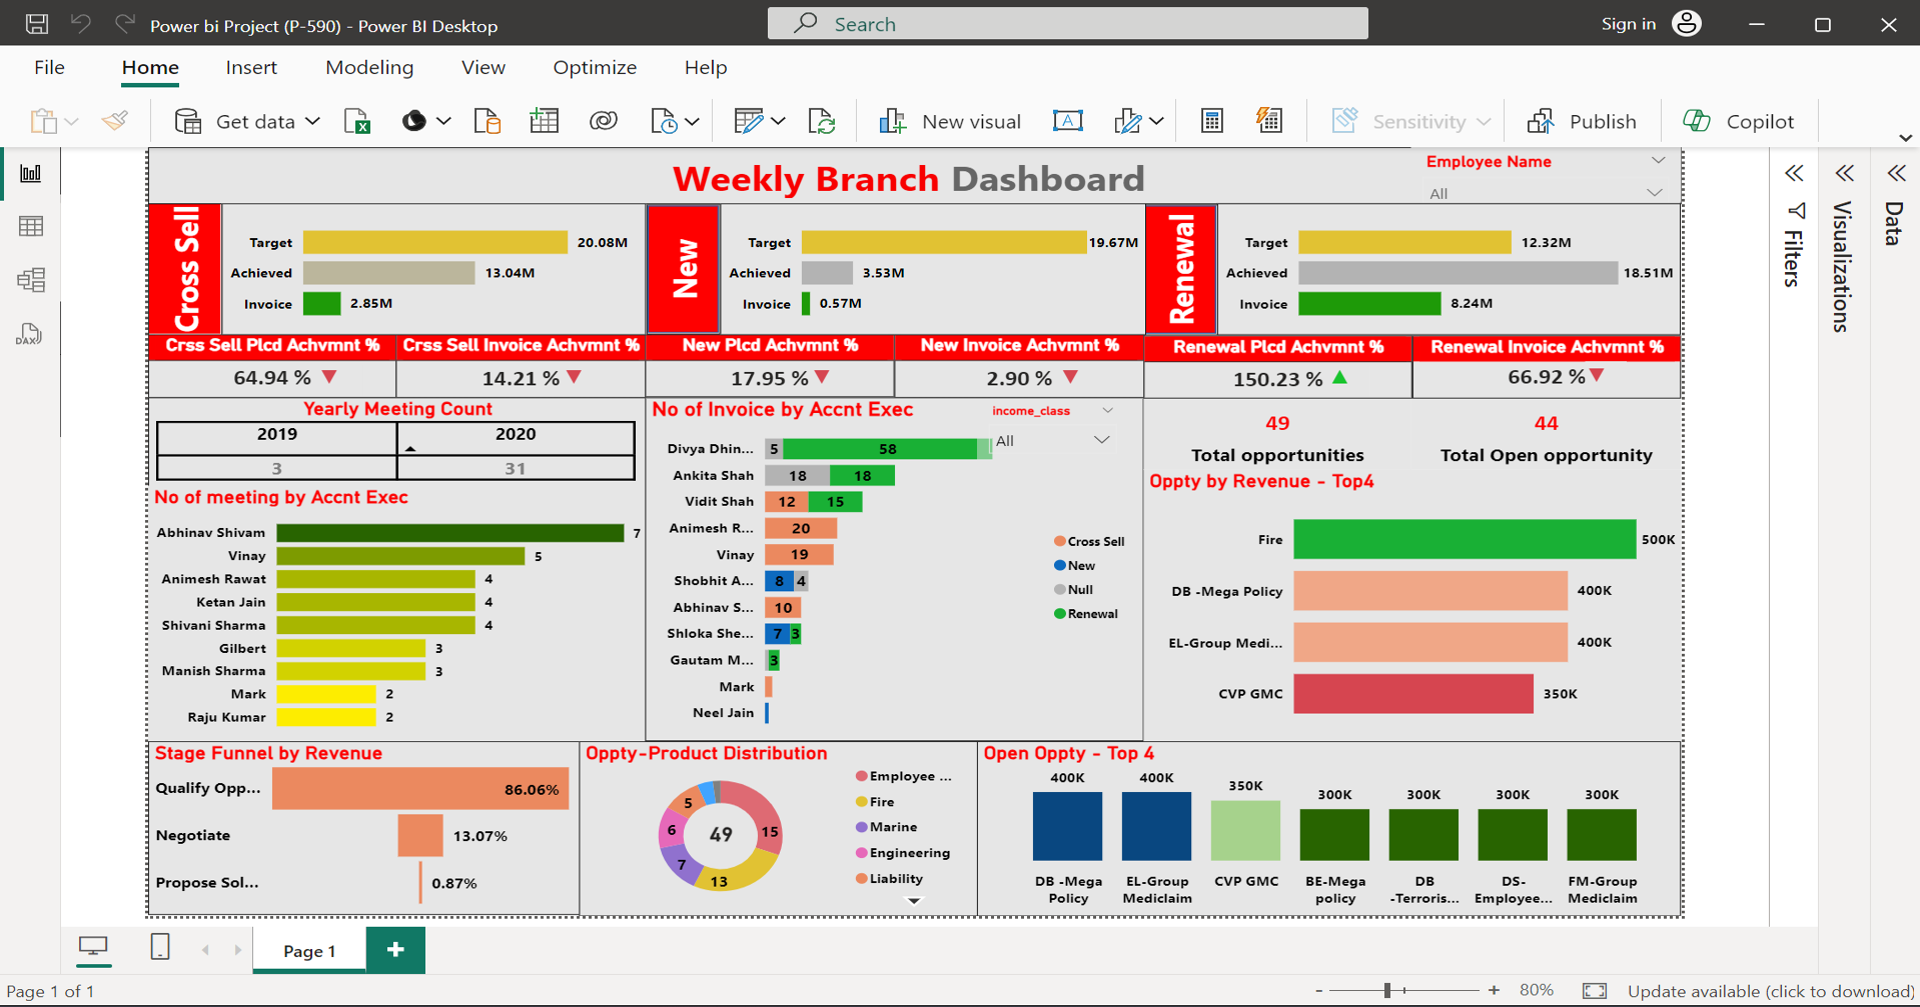 Power bi Project (P-590) - Power BI Desktop
Search
Sign in
File Home Insert Modeling View Optimize Help
Get data
New visual
Sensitivity
Publish
Copilot
Weekly Branch Dashboard
Employee Name
All
Cross Sell
Target 20.08M
Achieved 13.04M
Invoice 2.85M
New
Target 19.67M
Achieved 3.53M
Invoice 0.57M
Renewal
Target 12.32M
Achieved 18.51M
Invoice 8.24M
Crss Sell Plcd Achvmnt %
64.94 %
Crss Sell Invoice Achvmnt %
14.21 %
New Plcd Achvmnt %
17.95 %
New Invoice Achvmnt %
2.90 %
Renewal Plcd Achvmnt %
150.23 %
Renewal Invoice Achvmnt %
66.92 %
Yearly Meeting Count
2019 2020
3 31
No of meeting by Accnt Exec
Abhinav Shivam 7
Vinay 5
Animesh Rawat 4
Ketan Jain 4
Shivani Sharma 4
Gilbert 3
Manish Sharma 3
Mark 2
Raju Kumar 2
No of Invoice by Accnt Exec
income_class
All
Divya Dhin... 5 58
Ankita Shah 18 18
Vidit Shah 12 15
Animesh R... 20
Vinay 19
Shobhit A... 8 4
Abhinav S... 10
Shloka She... 7 3
Gautam M... 3
Mark
Neel Jain
Cross Sell
New
Null
Renewal
49
Total opportunities
44
Total Open opportunity
Oppty by Revenue - Top4
Fire 500K
DB -Mega Policy 400K
EL-Group Medi... 400K
CVP GMC 350K
Stage Funnel by Revenue
Qualify Opp... 86.06%
Negotiate 13.07%
Propose Sol... 0.87%
Oppty-Product Distribution
49
15
13
7
6
5
Employee ...
Fire
Marine
Engineering
Liability
Open Oppty - Top 4
400K 400K 350K 300K 300K 300K 300K
DB -Mega EL-Group CVP GMC BE-Mega DB DS- FM-Group
Policy Mediclaim policy -Terroris... Employee... Mediclaim
Filters
Visualizations
Data
DAX
Page 1
+
Page 1 of 1
- + 80%
Update available (click to download)